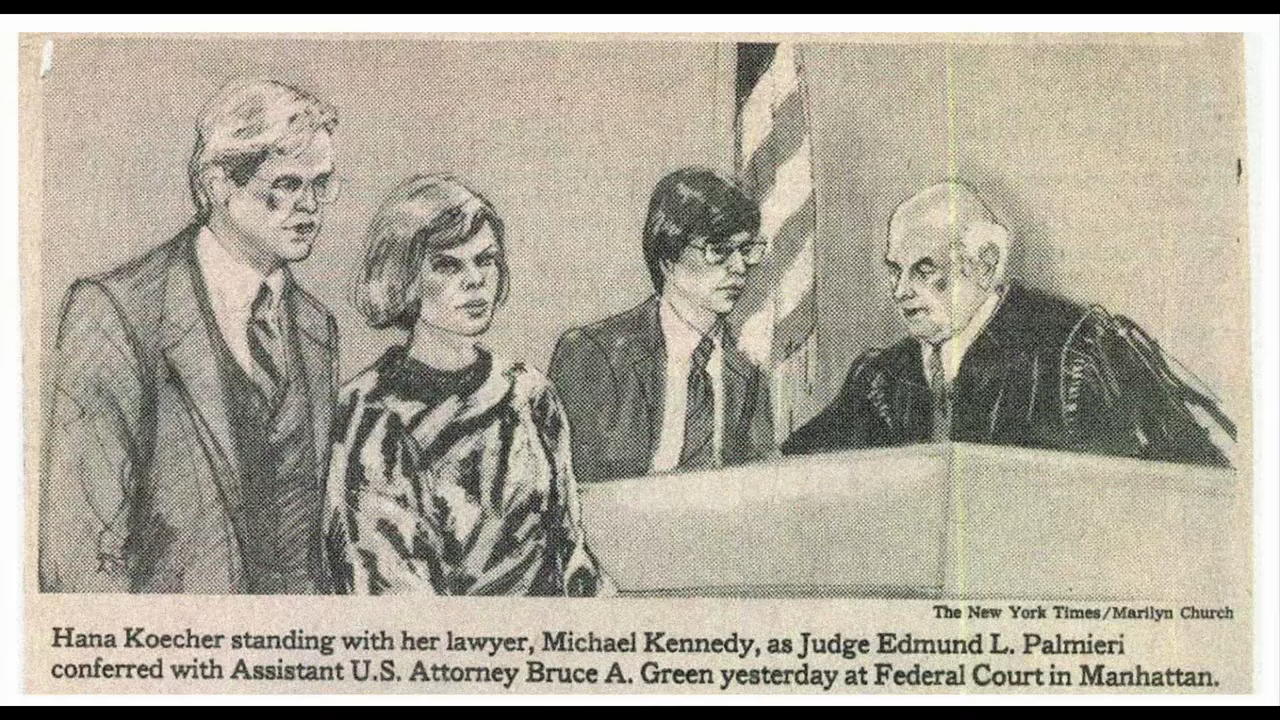 The New York Times/Marilyn Church
Hana Koecher standing with her lawyer, Michael Kennedy, as Judge Edmund L. Palmieri
conferred with Assistant U.S. Attorney Bruce A. Green yesterday at Federal Court in Manhattan.